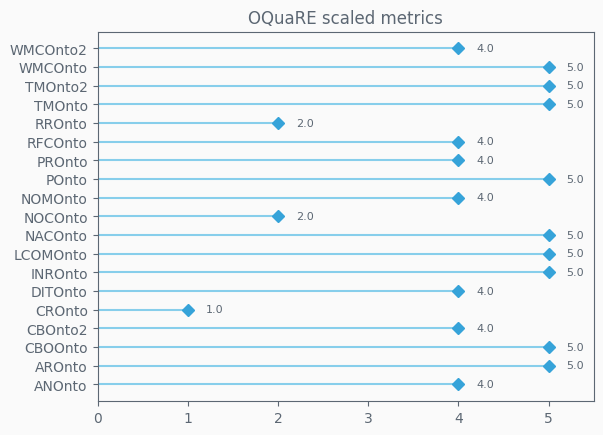 OQuaRE scaled metrics
WMCOnto2 4.0
WMCOnto 5.0
TMOnto2 5.0
TMOnto 5.0
RROnto 2.0
RFCOnto 4.0
PROnto 4.0
POnto 5.0
NOMOnto 4.0
NOCOnto 2.0
NACOnto 5.0
LCOMOnto 5.0
INROnto 5.0
DITOnto 4.0
CROnto 1.0
CBOnto2 4.0
CBOOnto 5.0
AROnto 5.0
ANOnto 4.0
0 1 2 3 4 5